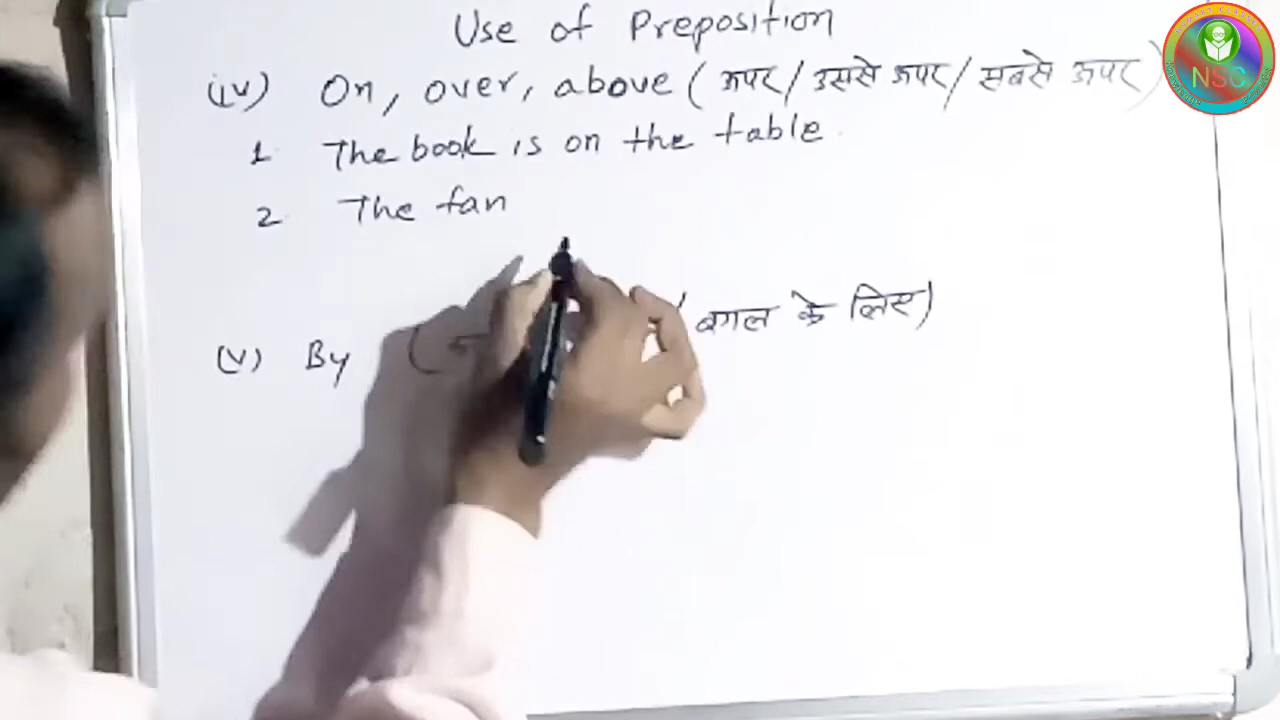 Use of Preposition
(iv) On, over, above ( ऊपर / उससे ऊपर / सबसे ऊपर )
1 The book is on the table.
2 The fan
(v) By ( बगल के लिए)
NSC